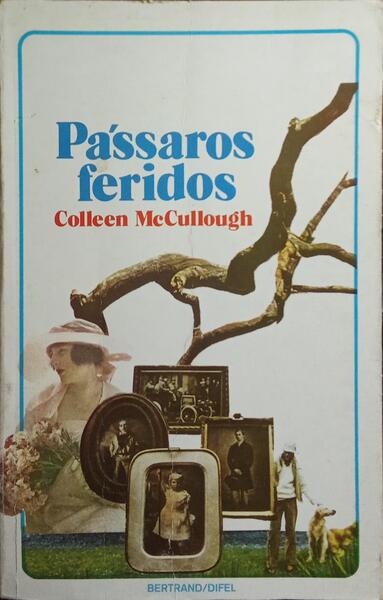 Pássaros
feridos
Colleen McCullough
BERTRAND/DIFEL